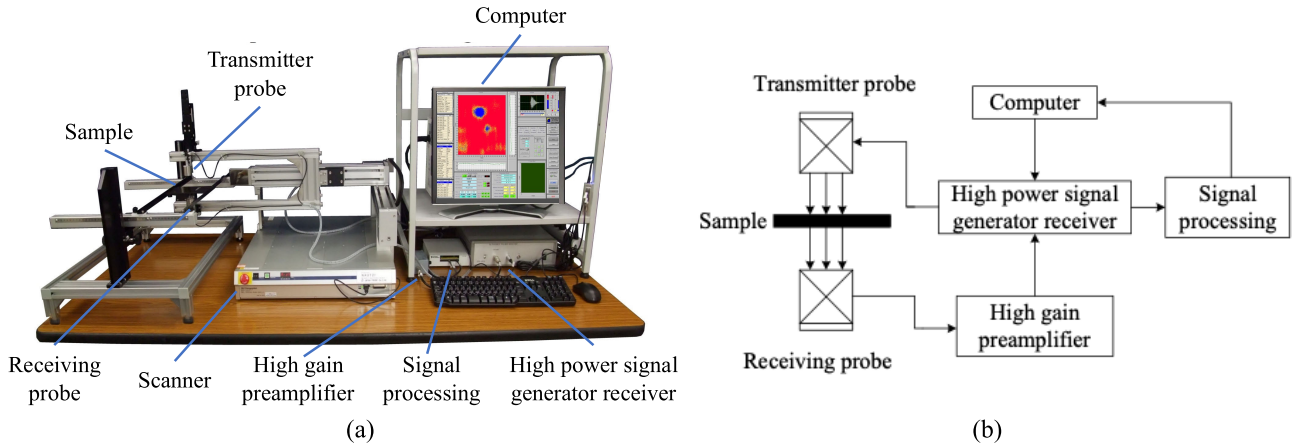 Computer
Transmitter
probe
Sample
Receiving
probe
Scanner
High gain
preamplifier
Signal
processing
High power signal
generator receiver
(a)
Transmitter probe
Computer
Sample
High power signal
generator receiver
Signal
processing
High gain
preamplifier
Receiving probe
(b)